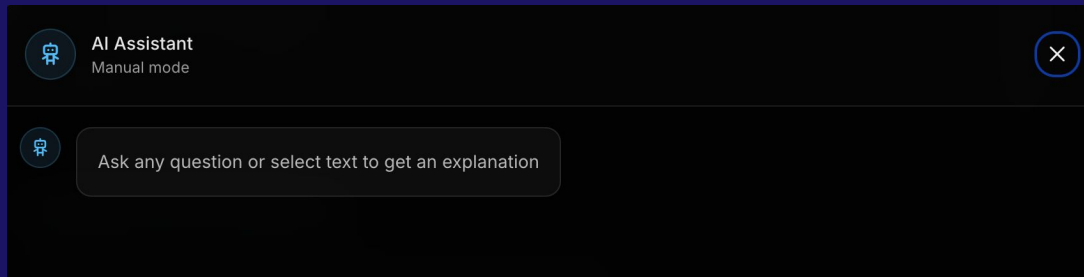 AI Assistant
Manual mode
Ask any question or select text to get an explanation